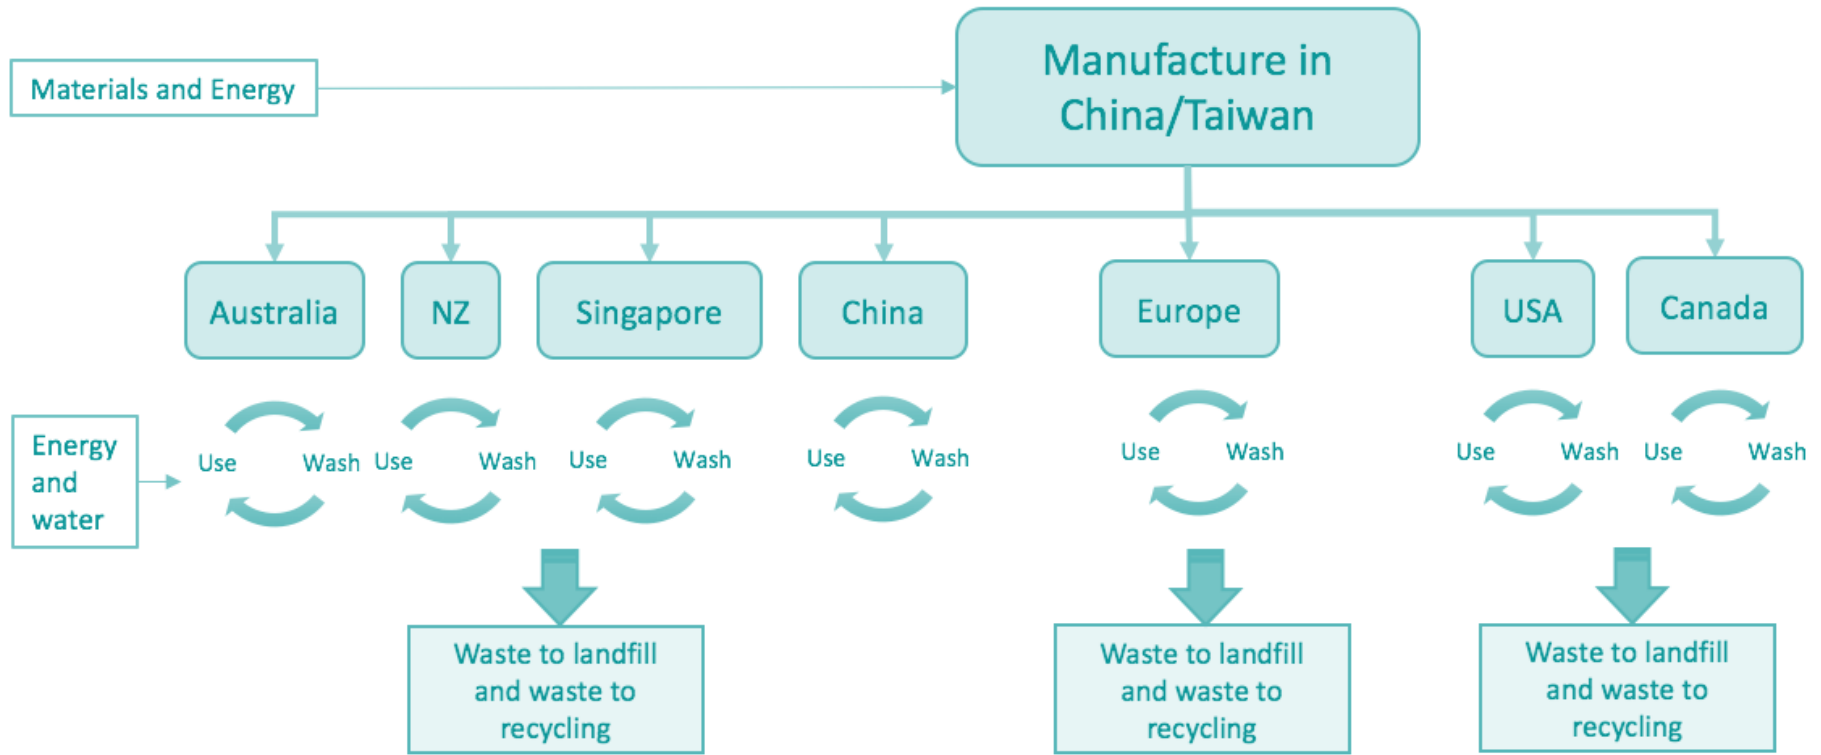 Materials and Energy
Manufacture in
China/Taiwan
Australia
NZ
Singapore
China
Europe
USA
Canada
Energy
and
water
Use
Wash
Use
Wash
Use
Wash
Use
Wash
Use
Wash
Use
Wash
Use
Wash
Waste to landfill
and waste to
recycling
Waste to landfill
and waste to
recycling
Waste to landfill
and waste to
recycling